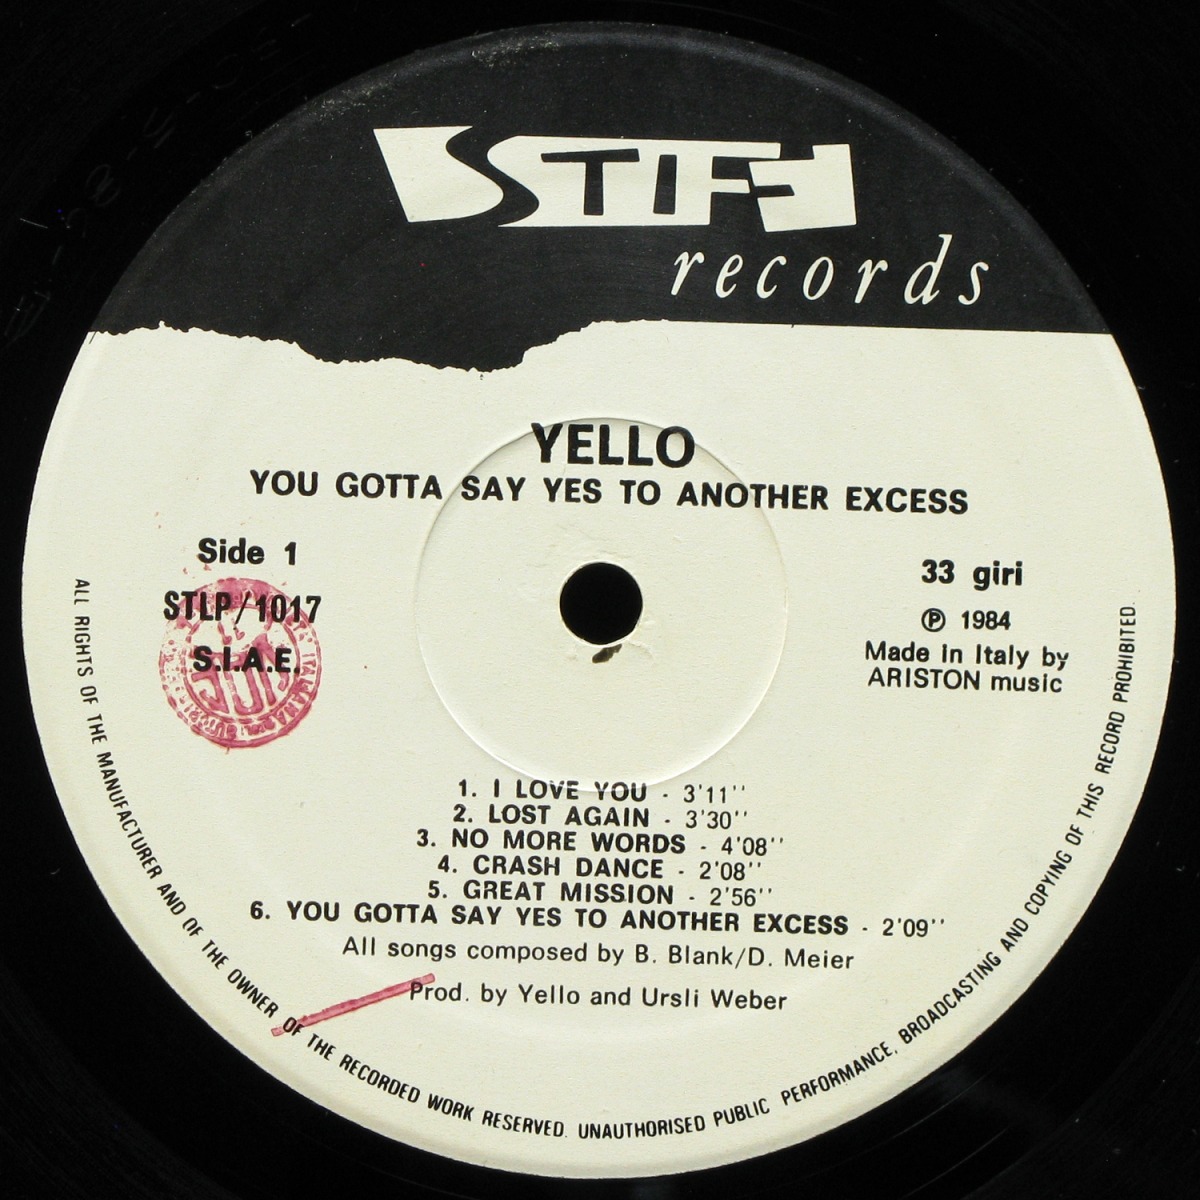 STIFF
records
YELLO
YOU GOTTA SAY YES TO ANOTHER EXCESS
Side 1
STLP/1017
S.I.A.E.
33 giri
Ⓟ 1984
Made in Italy by
ARISTON music
1. I LOVE YOU - 3'11''
2. LOST AGAIN - 3'30''
3. NO MORE WORDS - 4'08''
4. CRASH DANCE - 2'08''
5. GREAT MISSION - 2'56''
6. YOU GOTTA SAY YES TO ANOTHER EXCESS - 2'09''
All songs composed by B. Blank/D. Meier
Prod. by Yello and Ursli Weber
ALL RIGHTS OF THE MANUFACTURER AND OF THE OWNER OF THE RECORDED WORK RESERVED. UNAUTHORISED PUBLIC PERFORMANCE, BROADCASTING AND COPYING OF THIS RECORD PROHIBITED.